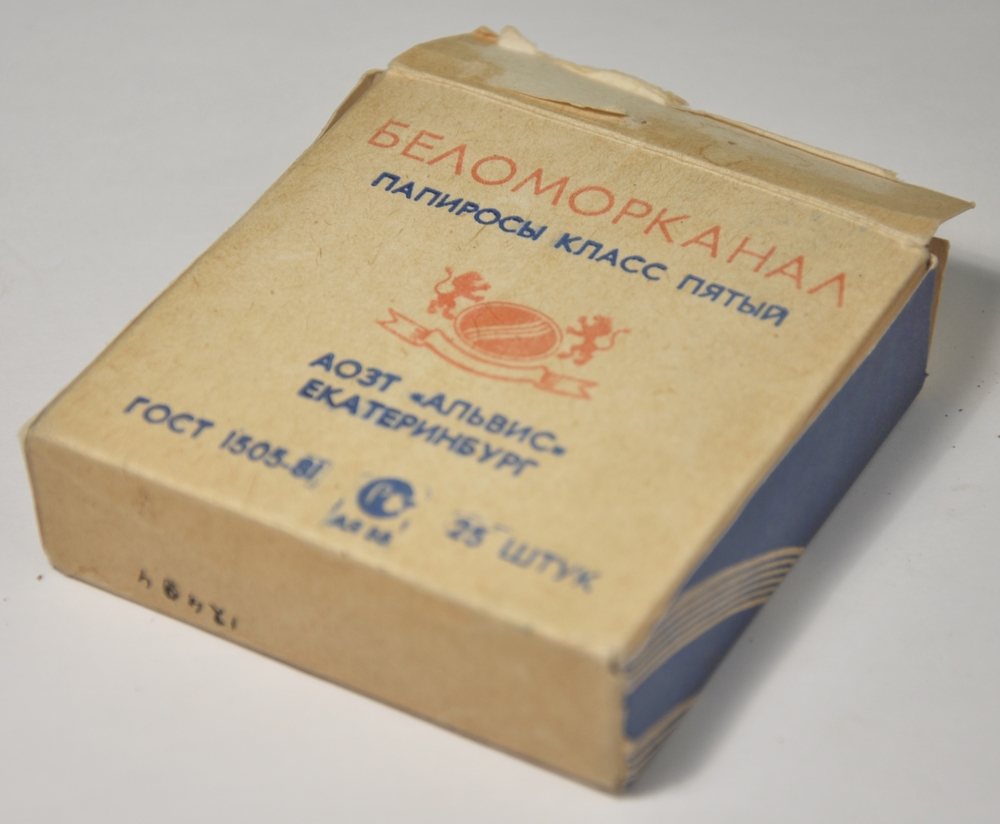 БЕЛОМОРКАНАЛ
ПАПИРОСЫ КЛАСС ПЯТЫЙ
АОЗТ «АЛЬВИС»
ЕКАТЕРИНБУРГ
ГОСТ 1505-81
25 ШТУК